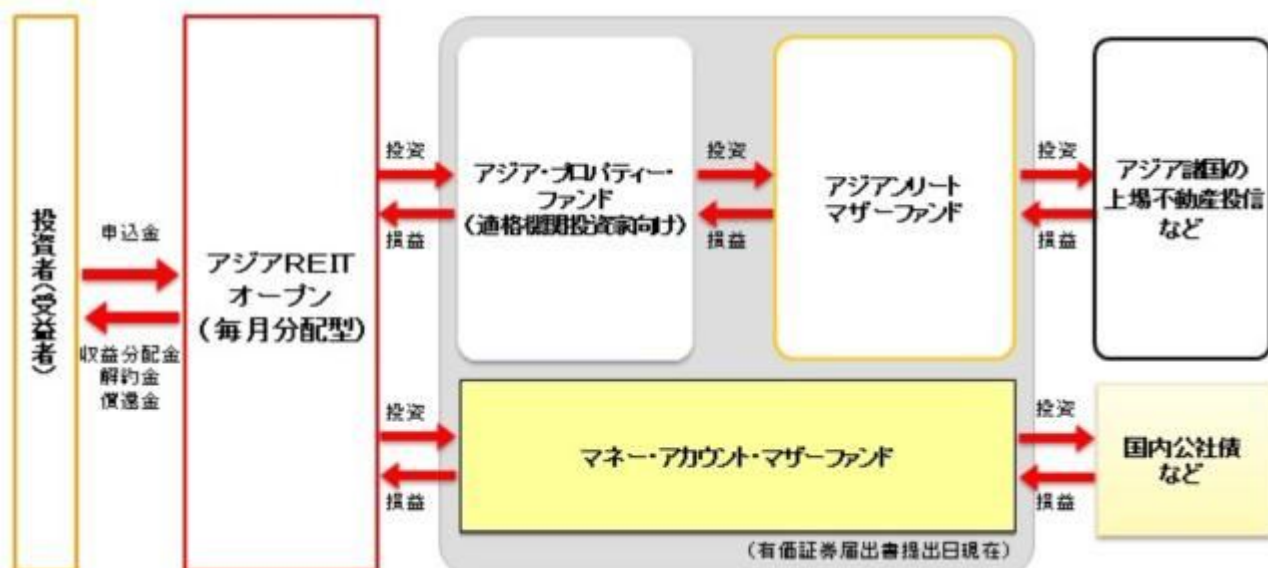 投資者(受益者)
申込金
収益分配金
解約金
償還金
アジアREIT
オープン
(毎月分配型)
投資
損益
アジア・プロパティー・
ファンド
(適格機関投資家向け)
投資
損益
アジアンリート
マザーファンド
投資
損益
アジア諸国の
上場不動産投信
など
投資
損益
マネー・アカウント・マザーファンド
投資
損益
国内公社債
など
(有価証券届出書提出日現在)